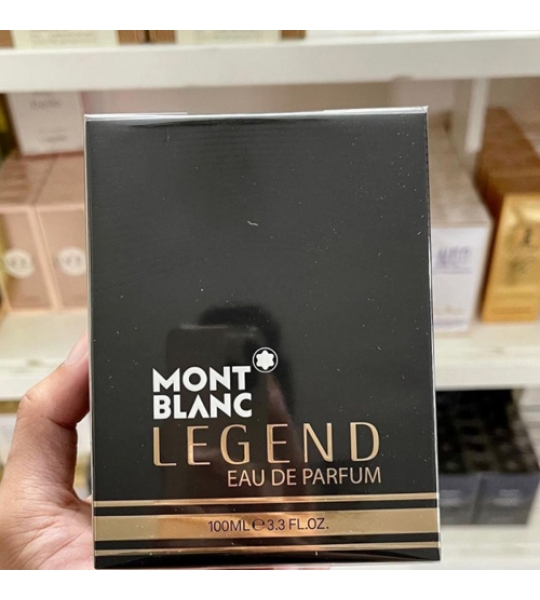 MONT
BLANC
LEGEND
EAU DE PARFUM
100ML ℮ 3.3 FL.OZ.